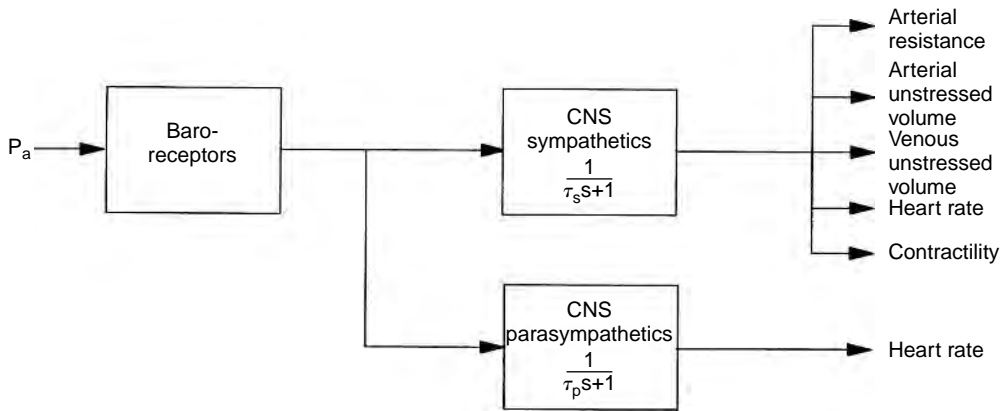 Arterial
resistance
Arterial
unstressed
volume
Venous
unstressed
volume
Heart rate
Contractility
Pa
Baro-
receptors
CNS
sympathetics
1
τss+1
CNS
parasympathetics
1
τps+1
Heart rate